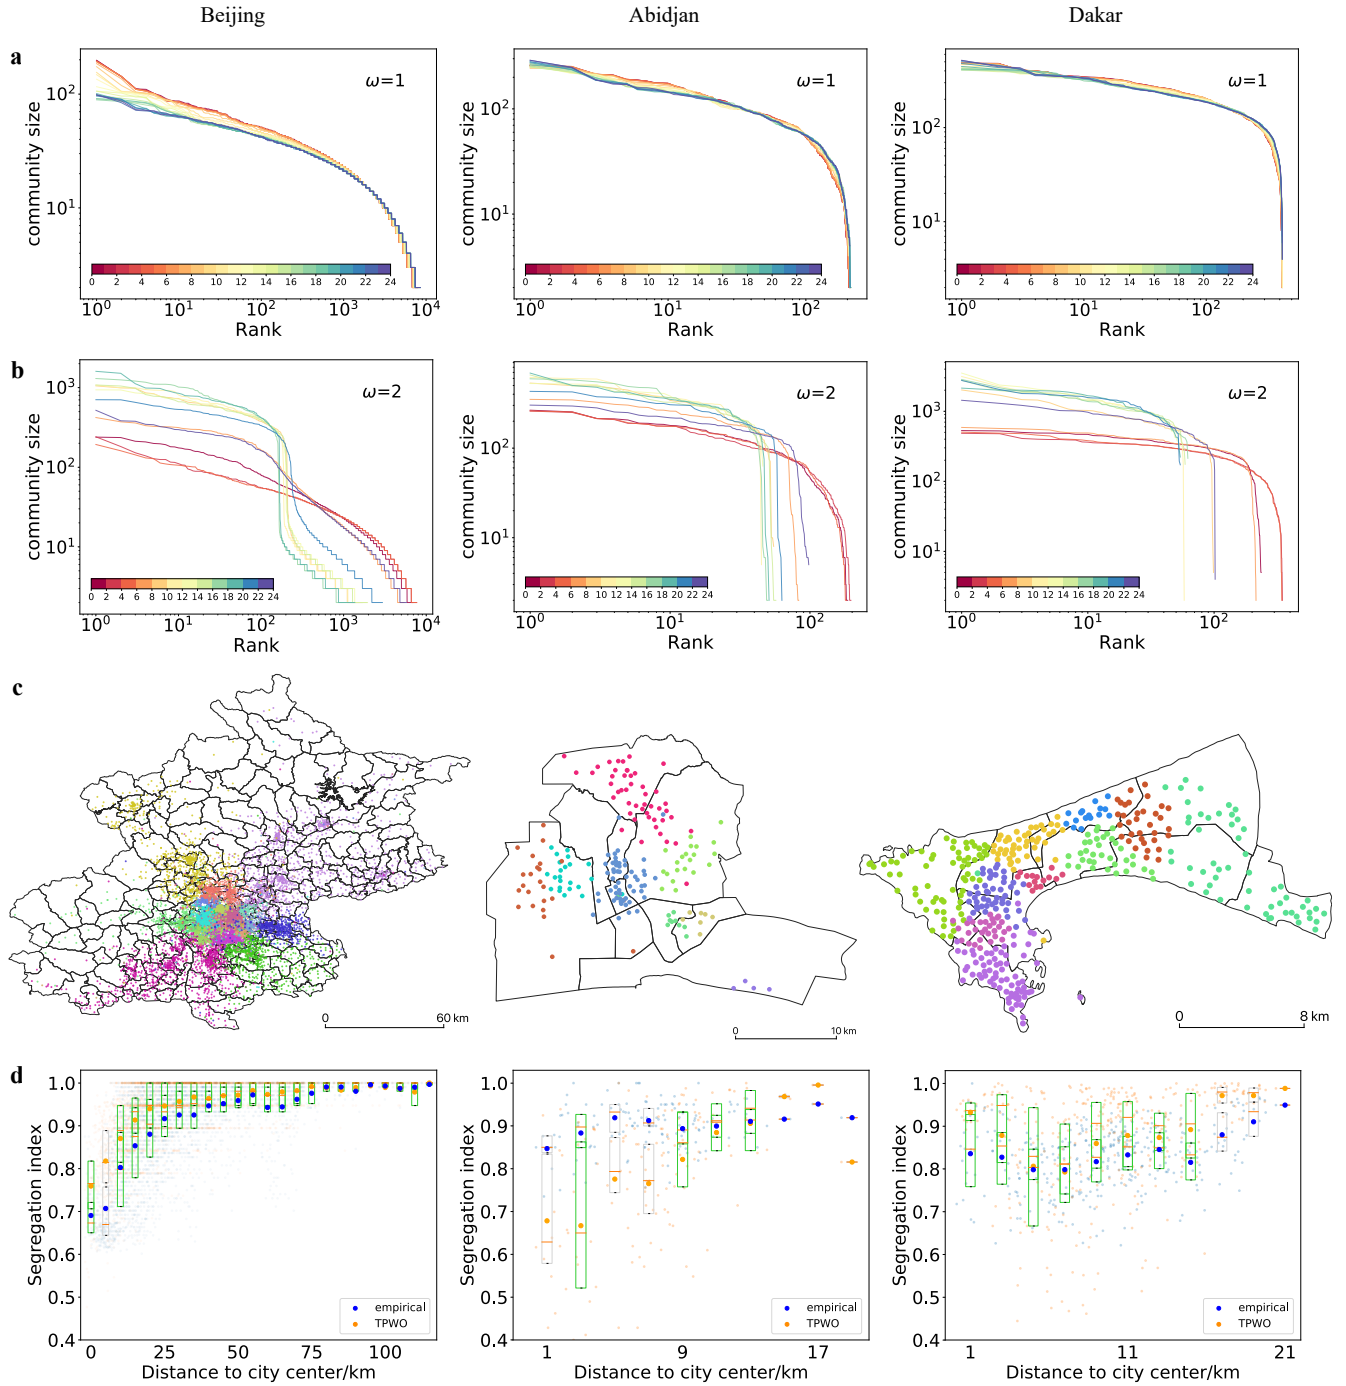 Beijing Abidjan Dakar
a
ω=1 ω=1 ω=1
community size community size community size
10² 10¹
10² 10¹
10² 10¹
0 2 4 6 8 10 12 14 16 18 20 22 24
0 2 4 6 8 10 12 14 16 18 20 22 24
0 2 4 6 8 10 12 14 16 18 20 22 24
10⁰ 10¹ 10² 10³ 10⁴
10⁰ 10¹ 10²
10⁰ 10¹ 10²
Rank Rank Rank
b
ω=2 ω=2 ω=2
community size community size community size
10³ 10² 10¹
10² 10¹
10³ 10² 10¹
0 2 4 6 8 10 12 14 16 18 20 22 24
0 2 4 6 8 10 12 14 16 18 20 22 24
0 2 4 6 8 10 12 14 16 18 20 22 24
10⁰ 10¹ 10² 10³ 10⁴
10⁰ 10¹ 10²
10⁰ 10¹ 10²
Rank Rank Rank
c
0 60 km
0 10 km
0 8 km
d
Segregation index Segregation index Segregation index
1.0 0.9 0.8 0.7 0.6 0.5 0.4
1.0 0.9 0.8 0.7 0.6 0.5 0.4
1.0 0.9 0.8 0.7 0.6 0.5 0.4
empirical empirical empirical
TPWO TPWO TPWO
0 25 50 75 100
1 9 17
1 11 21
Distance to city center/km Distance to city center/km Distance to city center/km